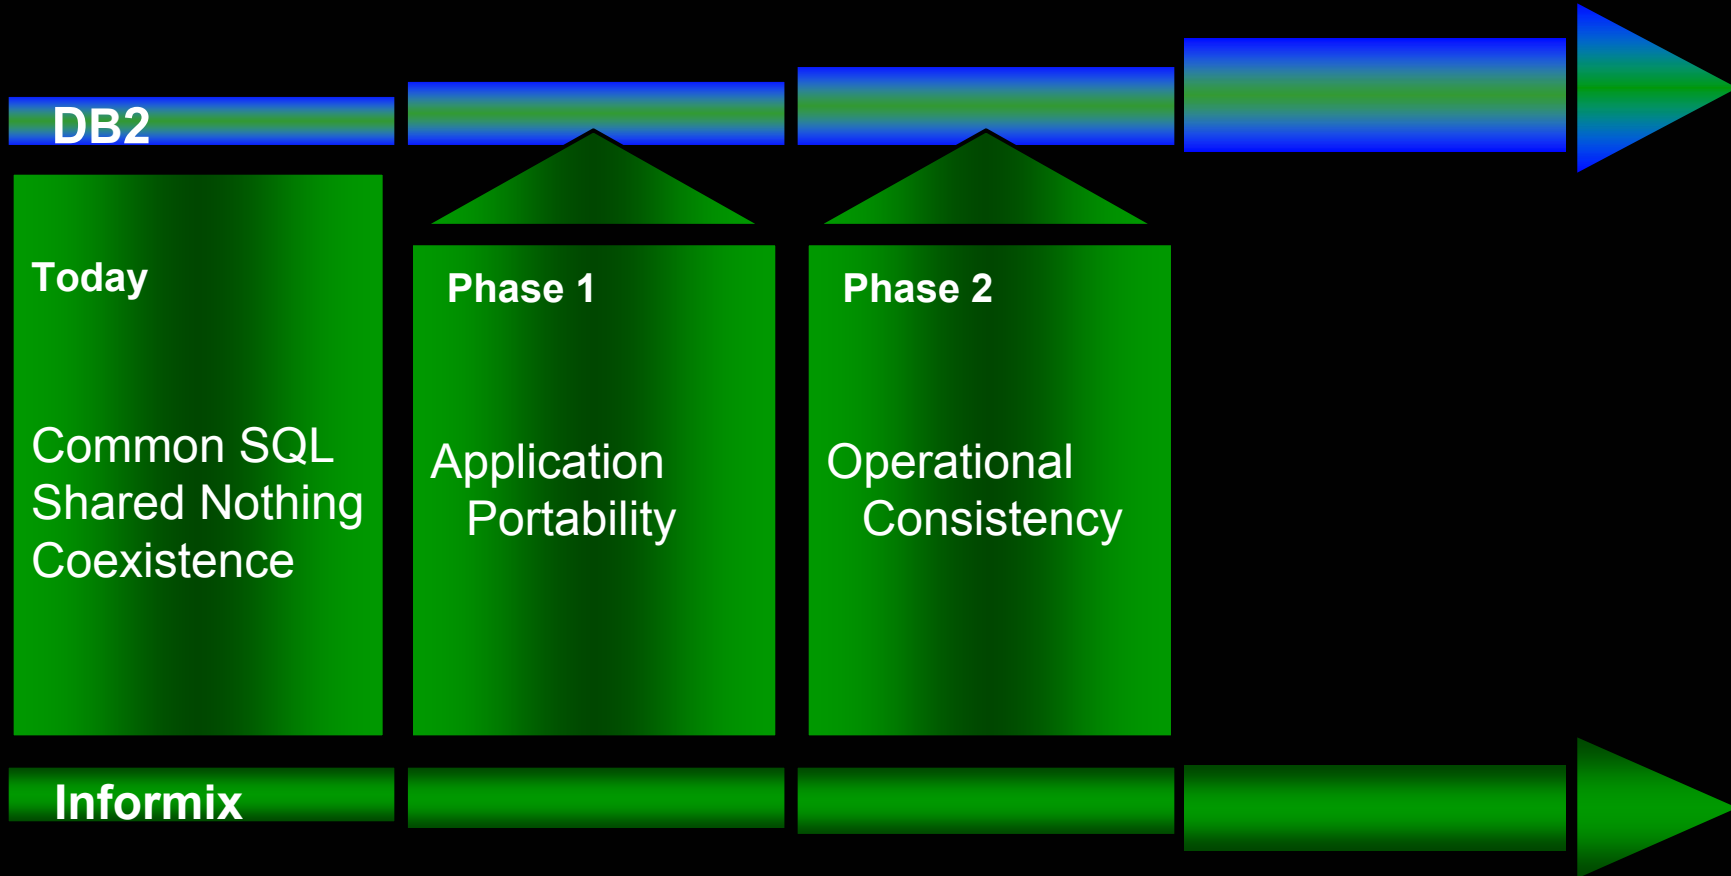 DB2
Today
Common SQL
Shared Nothing
Coexistence
Phase 1
Application
Portability
Phase 2
Operational
Consistency
Informix